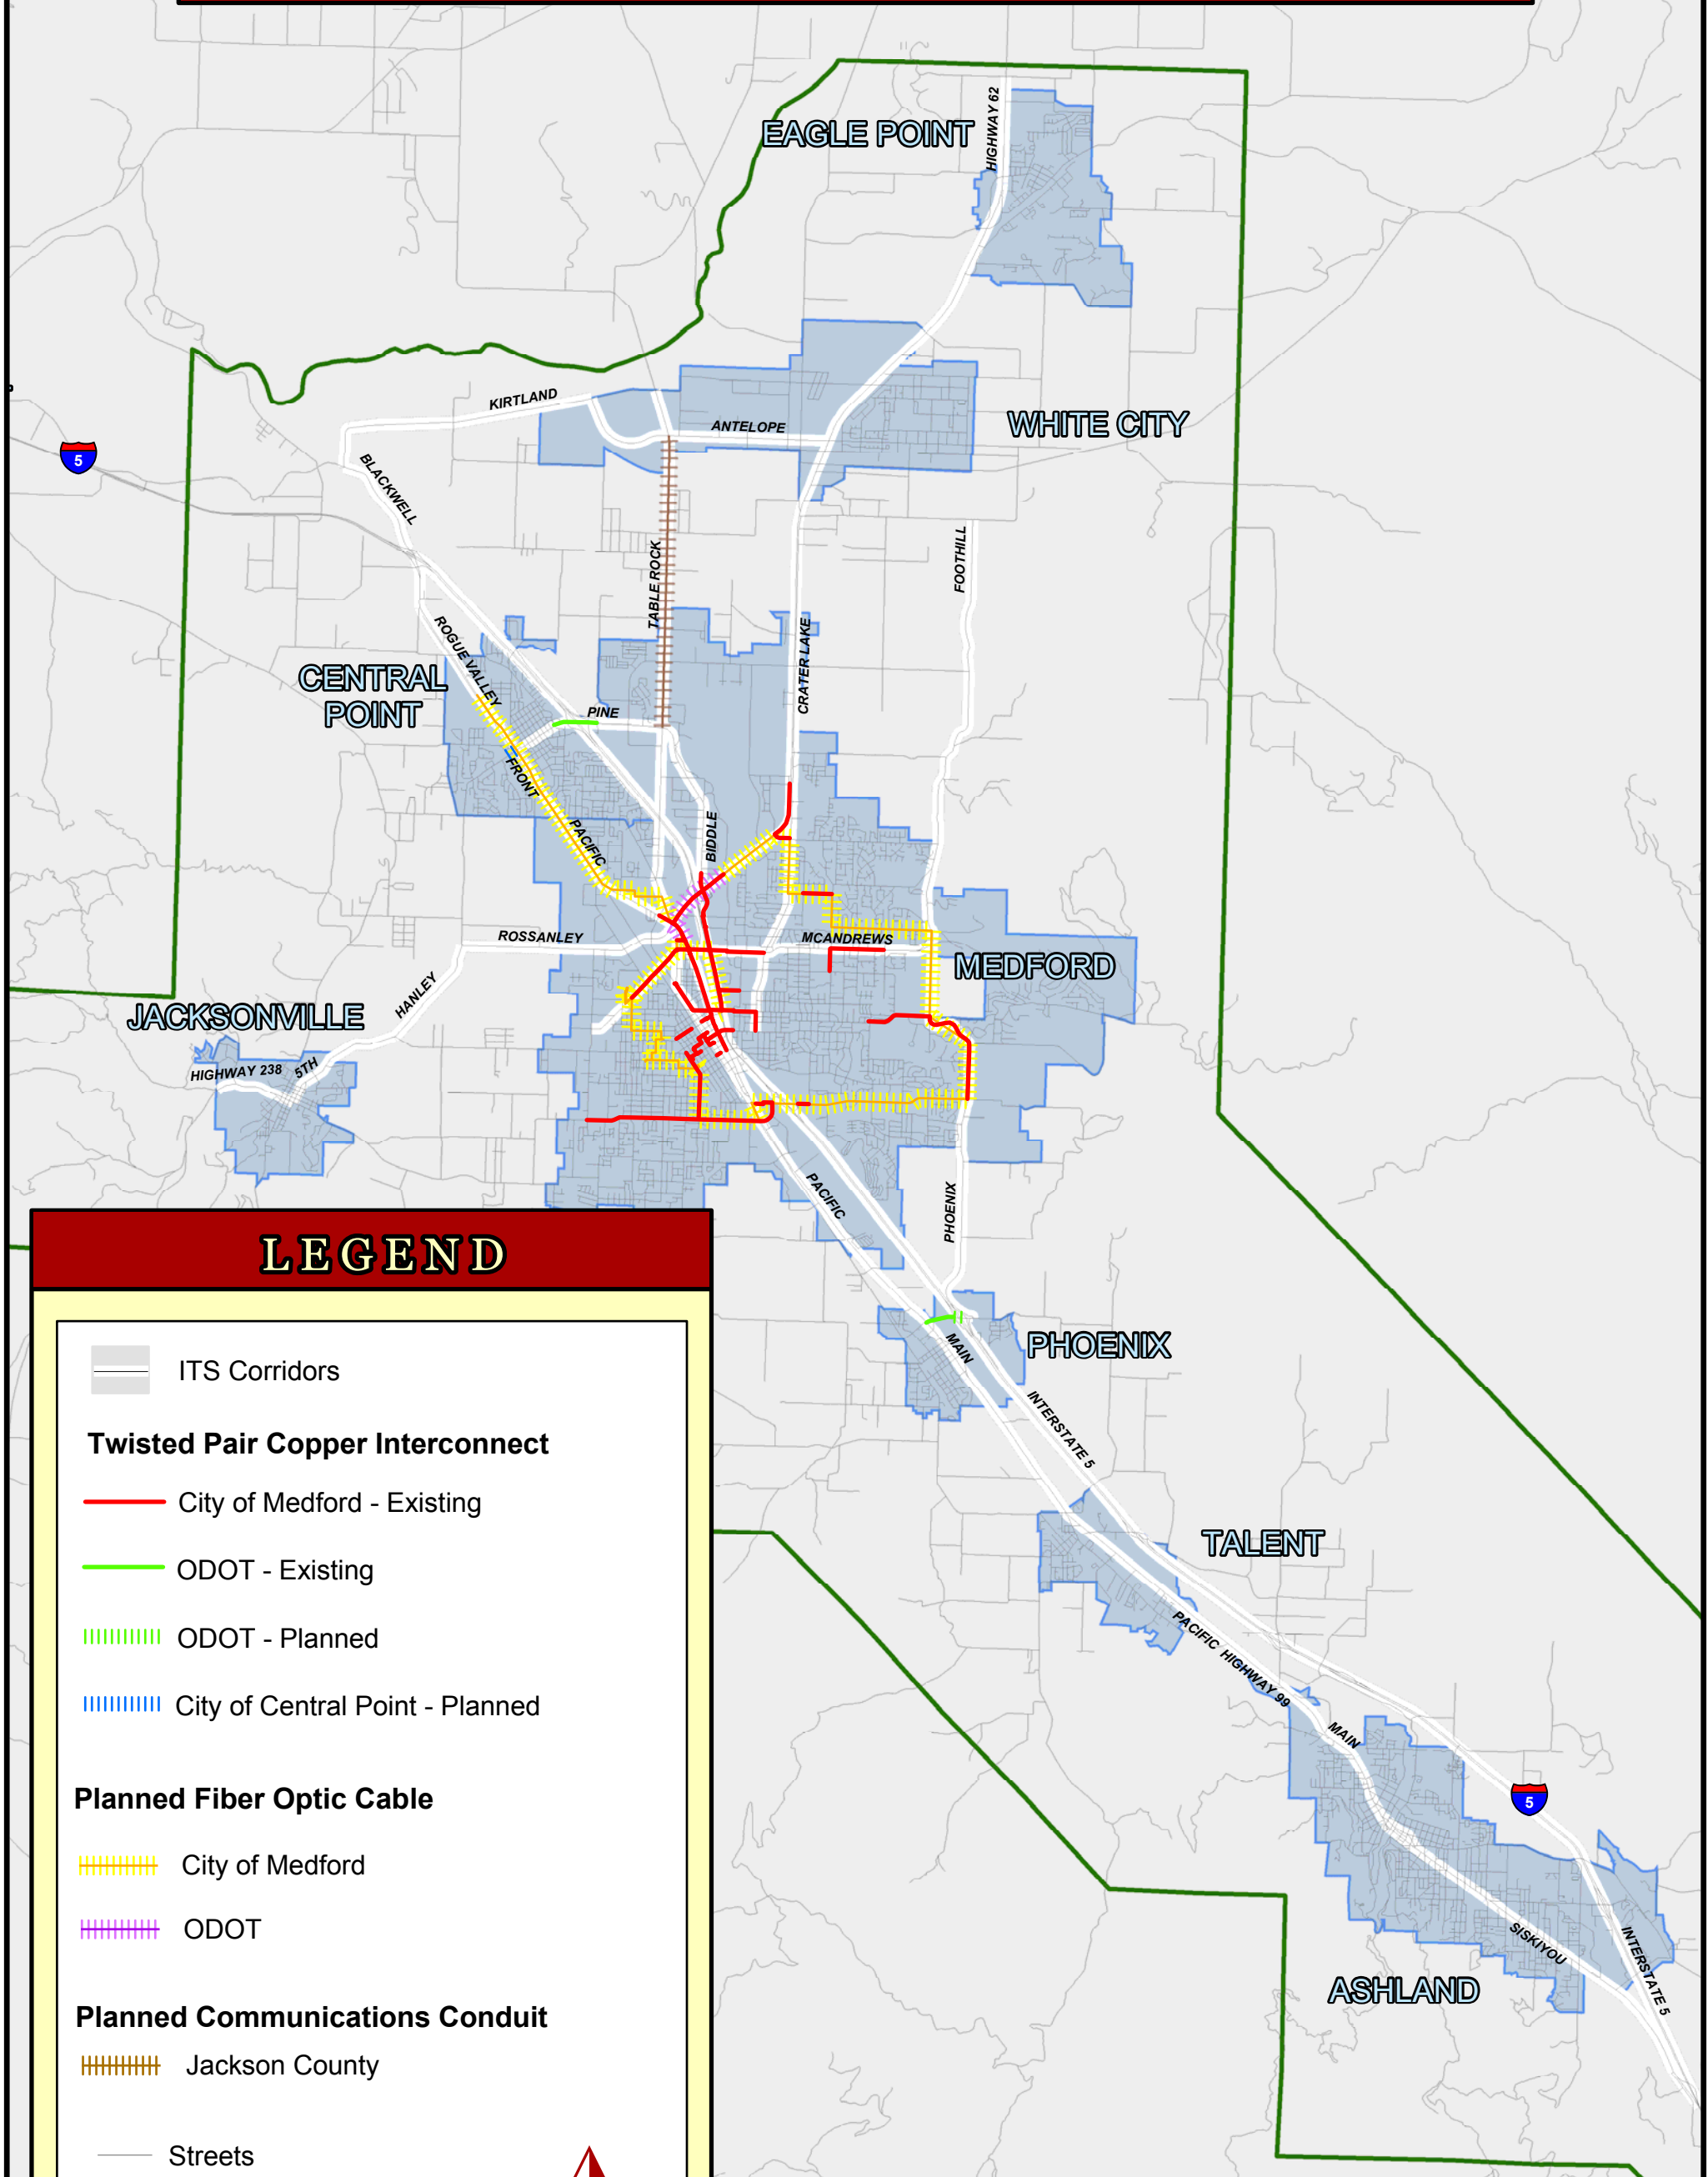 HIGHWAY 62
EAGLE POINT
KIRTLAND
ANTELOPE
WHITE CITY
5
BLACKWELL
TABLE ROCK
FOOTHILL
ROGUE VALLEY
CRATER LAKE
CENTRAL
POINT
PINE
FRONT
PACIFIC
BIDDLE
ROSSANLEY
MCANDREWS
MEDFORD
HANLEY
JACKSONVILLE
HIGHWAY 238
5TH
PACIFIC
PHOENIX
MAIN
PHOENIX
INTERSTATE 5
TALENT
PACIFIC HIGHWAY 99
MAIN
5
SISKIYOU
INTERSTATE 5
ASHLAND
LEGEND
ITS Corridors
Twisted Pair Copper Interconnect
City of Medford - Existing
ODOT - Existing
ODOT - Planned
City of Central Point - Planned
Planned Fiber Optic Cable
City of Medford
ODOT
Planned Communications Conduit
Jackson County
Streets